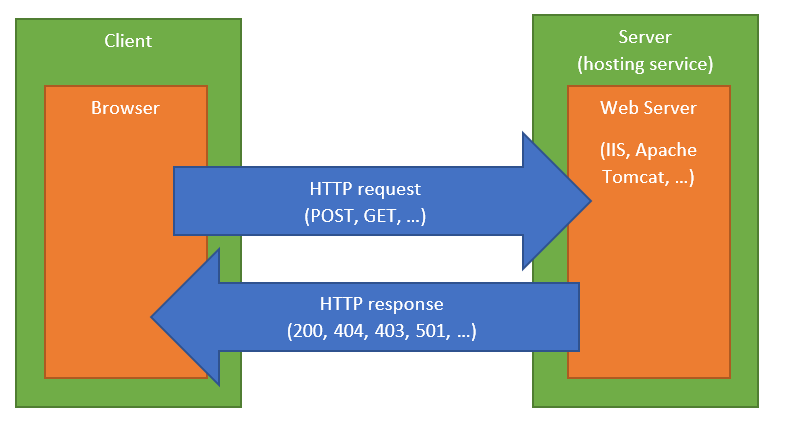 Client
Browser
Server
(hosting service)
Web Server
(IIS, Apache
Tomcat, …)
HTTP request
(POST, GET, …)
HTTP response
(200, 404, 403, 501, …)